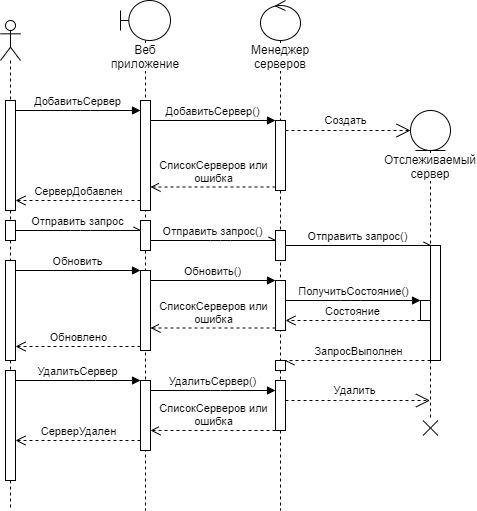 Веб
приложение
Менеджер
серверов
ДобавитьСервер
ДобавитьСервер()
Создать
Отслеживаемый
сервер
СписокСерверов или
ошибка
СерверДобавлен
Отправить запрос
Отправить запрос()
Отправить запрос()
Обновить
Обновить()
ПолучитьСостояние()
СписокСерверов или
ошибка
Состояние
Обновлено
ЗапросВыполнен
УдалитьСервер
УдалитьСервер()
Удалить
СписокСерверов или
ошибка
СерверУдален